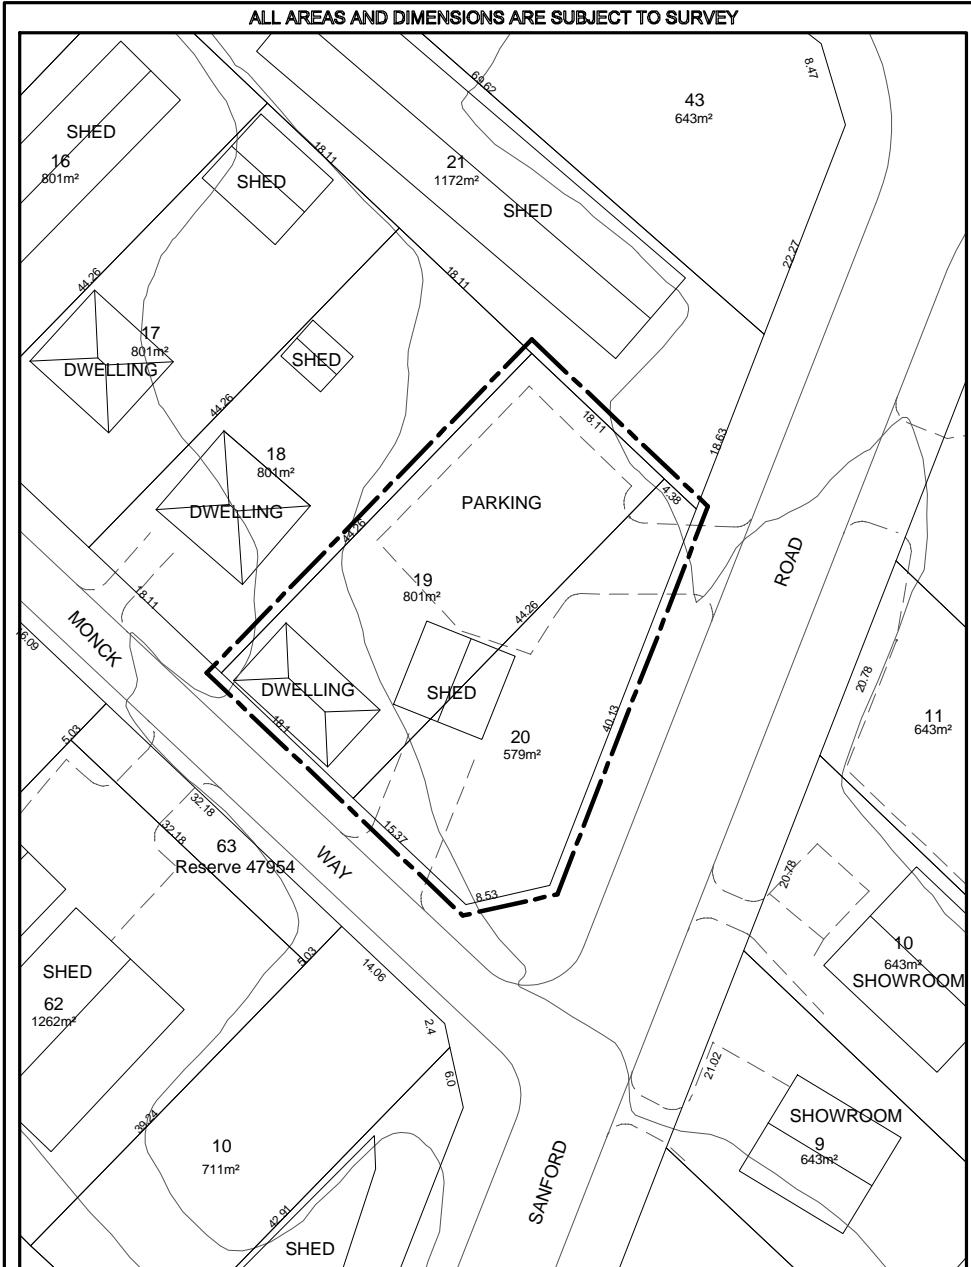 ALL AREAS AND DIMENSIONS ARE SUBJECT TO SURVEY
8.47
69.62
43
643m²
SHED
16
801m²
18.11
21
1172m²
SHED
SHED
22.27
44.26
18.11
17
801m²
DWELLING
SHED
44.26
18.11
18.63
18
801m²
DWELLING
PARKING
4.38
44.26
ROAD
19
801m²
18.11
44.26
MONCK
16.09
20.78
DWELLING
SHED
18.1
40.13
11
643m²
20
579m²
5.03
32.18
32.18
15.37
63
Reserve 47954
WAY
20.78
8.53
10
643m²
SHOWROOM
5.03
14.06
SHED
62
1262m²
2.4
6.0
21.02
39.24
SHOWROOM
9
643m²
10
711m²
SANFORD
42.91
SHED